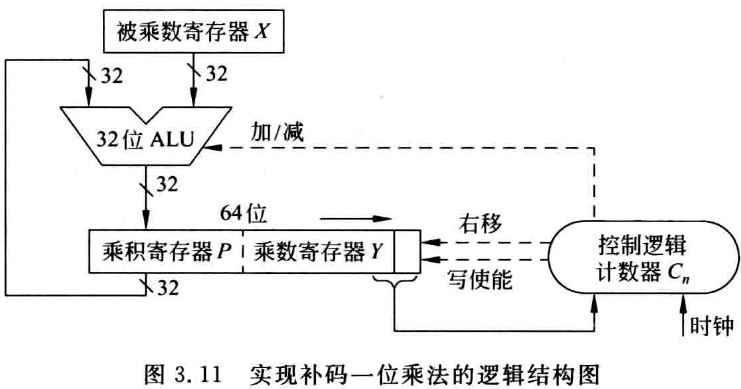 被乘数寄存器 X
32
32
32位 ALU
加/减
32
64位
乘积寄存器 P
乘数寄存器 Y
右移
写使能
控制逻辑
计数器 Cₙ
32
时钟
图 3.11 实现补码一位乘法的逻辑结构图